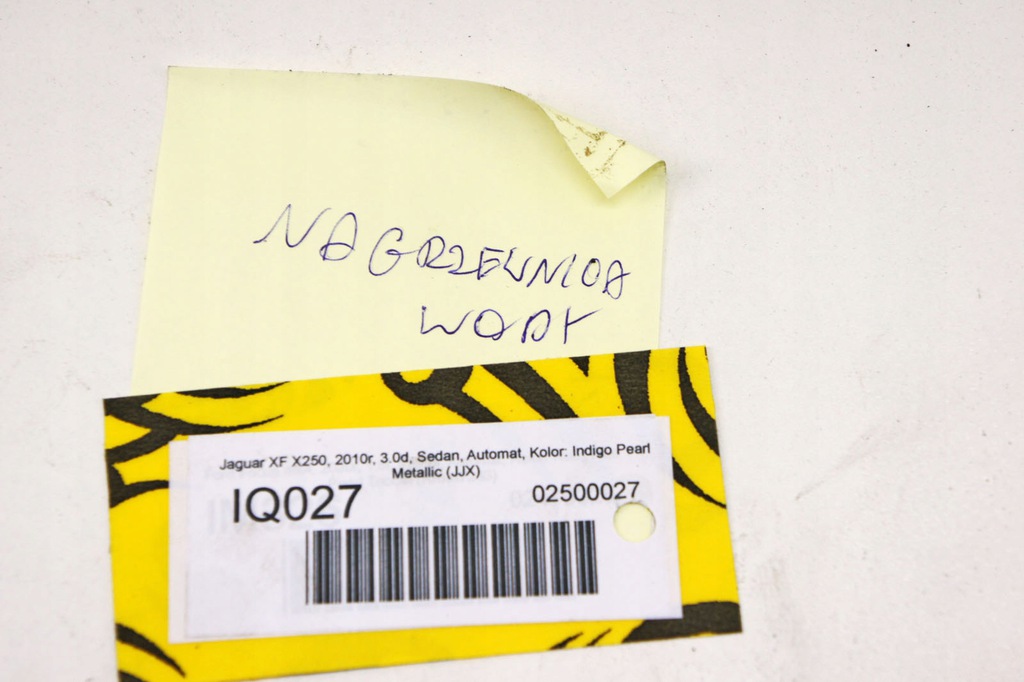 NAGRZEWNICA
WODY
Jaguar XF X250, 2010r, 3.0d, Sedan, Automat, Kolor: Indigo Pearl
Metallic (JJX)
IQ027
02500027